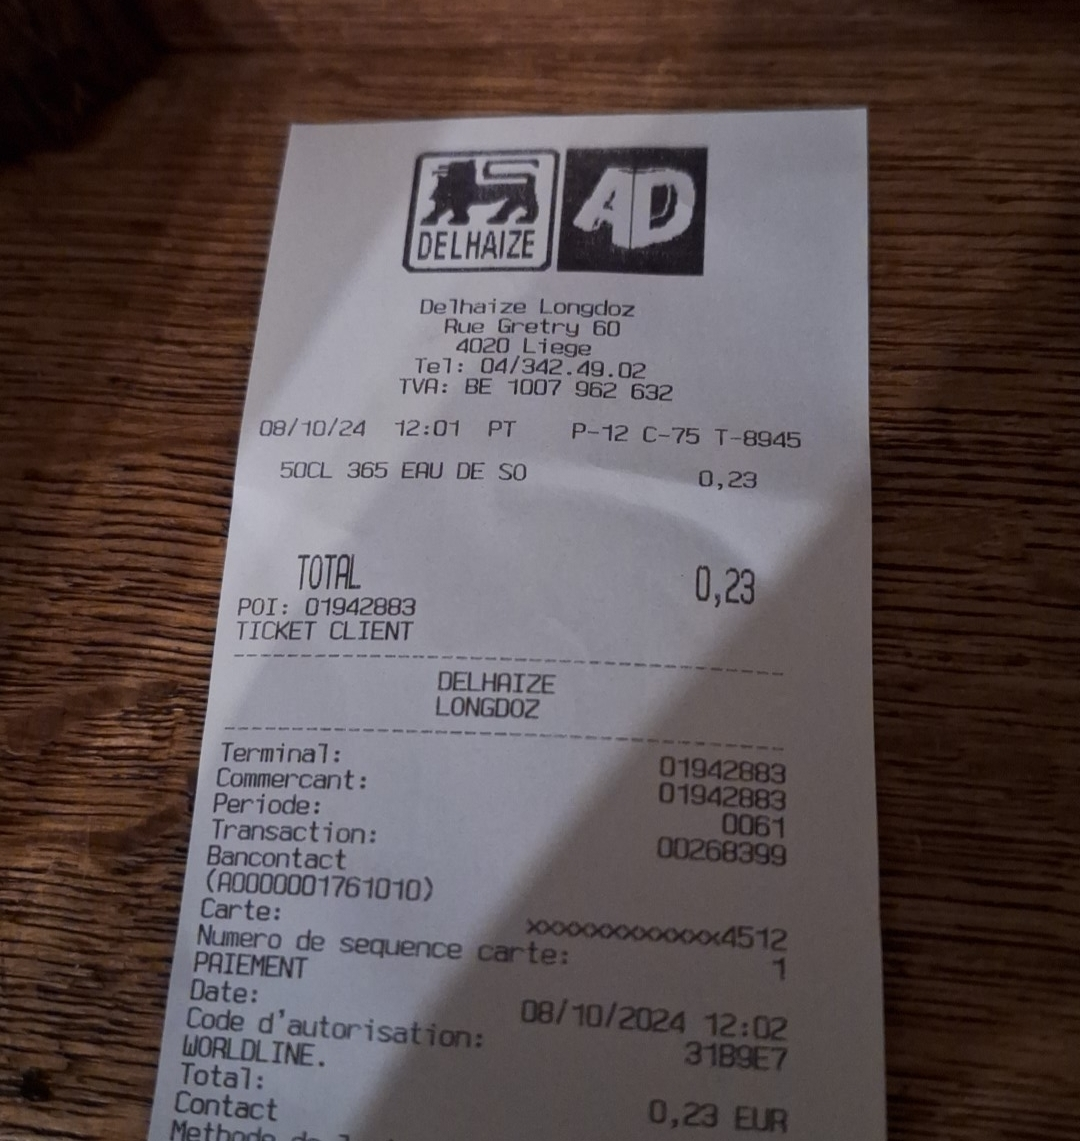 DELHAIZE AD
Delhaize Longdoz
Rue Gretry 60
4020 Liege
Tel: 04/342.49.02
TVA: BE 1007 962 632
08/10/24 12:01 PT P-12 C-75 T-8945
50CL 365 EAU DE SO 0,23
TOTAL 0,23
POI: 01942883
TICKET CLIENT
DELHAIZE
LONGDOZ
Terminal: 01942883
Commercant: 01942883
Periode: 0061
Transaction: 00268399
Bancontact
(A0000001761010)
Carte: xxxxxxxxxxxxx4512
Numero de sequence carte: 1
PAIEMENT
Date: 08/10/2024 12:02
Code d'autorisation: 31B9E7
WORLDLINE.
Total: 0,23 EUR
Contact
Methode de